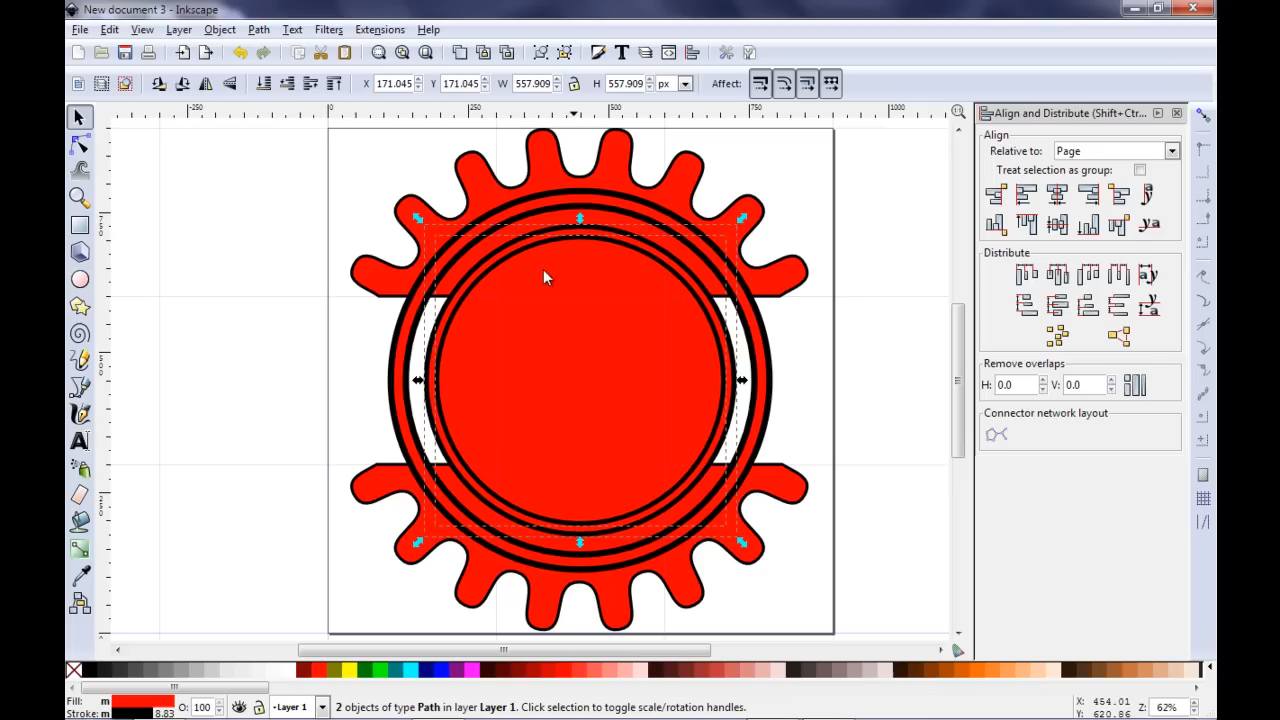 New document 3 - Inkscape
File Edit View Layer Object Path Text Filters Extensions Help
X 171.045 Y 171.045 W 557.909 H 557.909 px Affect:
-250 0 250 500 750 1000
Align and Distribute (Shift+Ctr...
Align
Relative to: Page
Treat selection as group:
Distribute
Remove overlaps
H: 0.0 V: 0.0
Connector network layout
Fill: m O: 100 Layer 1 2 objects of type Path in layer Layer 1. Click selection to toggle scale/rotation handles. X: 454.01 Z: 62%
Stroke: m 8.83 Y: 620.86